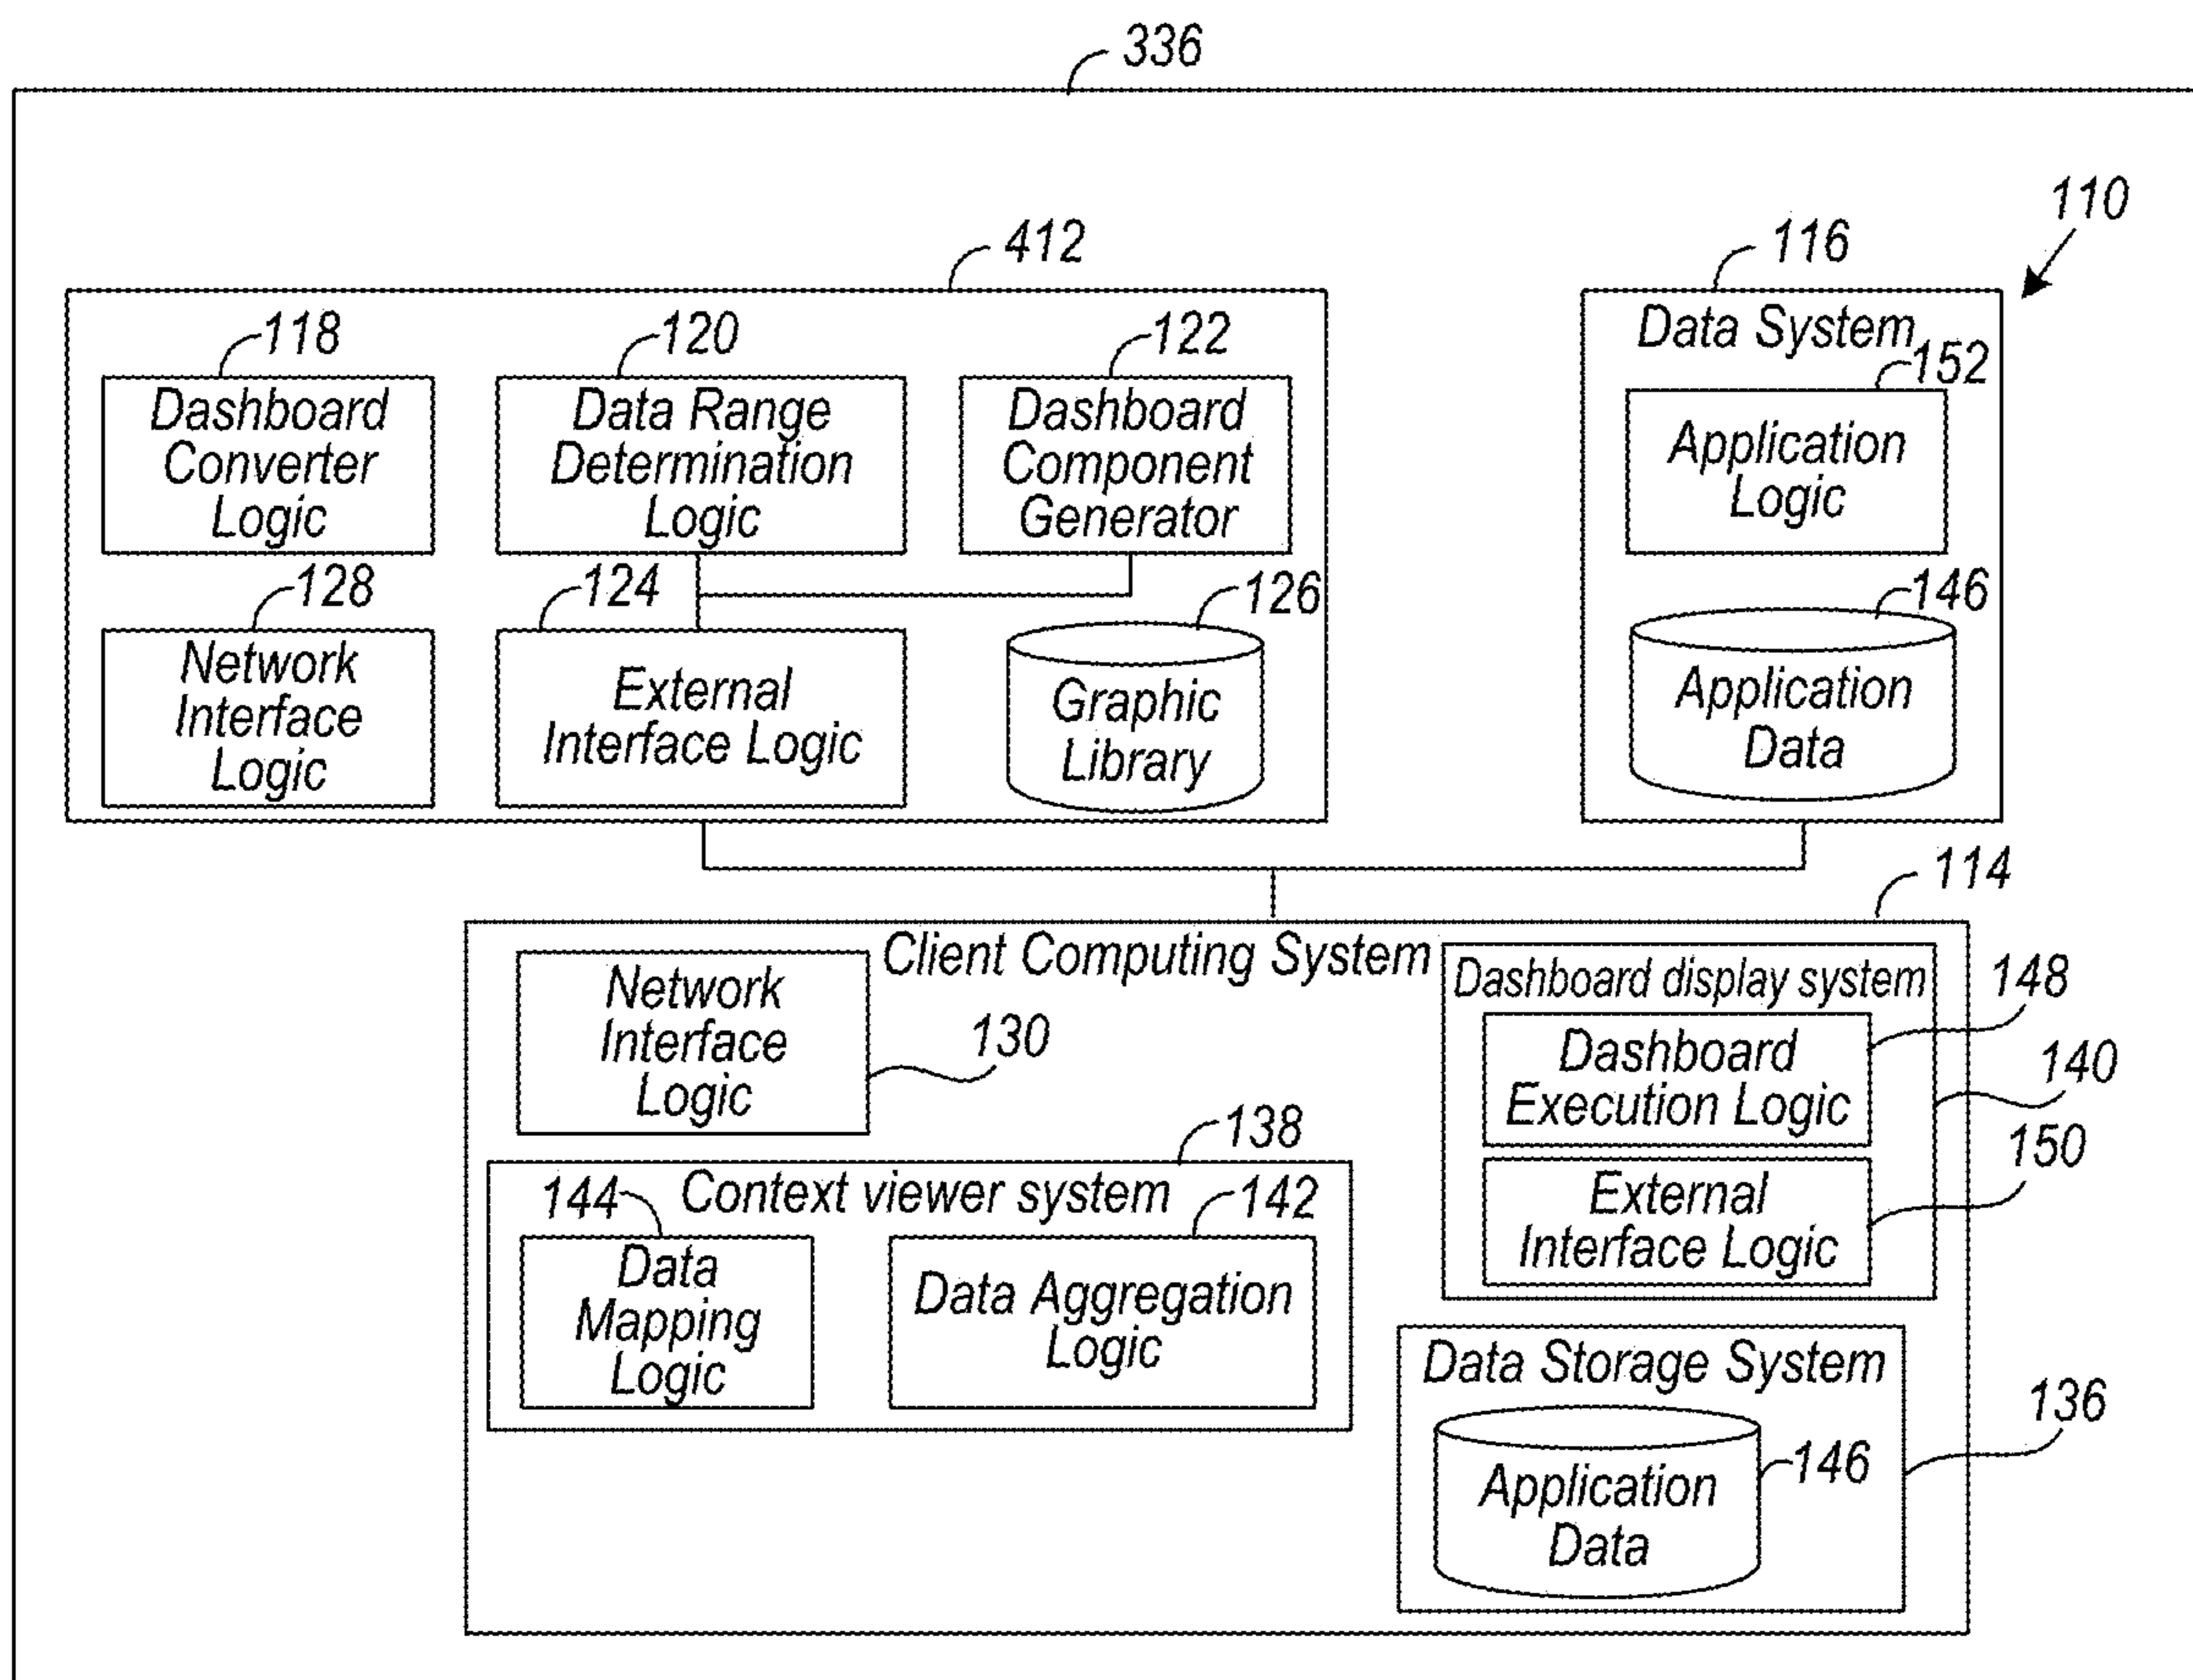 336
110
412
116
118
120
122
Data System
152
Dashboard
Converter
Logic
Data Range
Determination
Logic
Dashboard
Component
Generator
Application
Logic
128
124
126
146
Network
Interface
Logic
External
Interface Logic
Graphic
Library
Application
Data
114
Client Computing System
Network
Interface
Logic
130
Dashboard display system
148
Dashboard
Execution Logic
140
150
External
Interface Logic
138
Context viewer system
144
142
Data
Mapping
Logic
Data Aggregation
Logic
Data Storage System
136
146
Application
Data